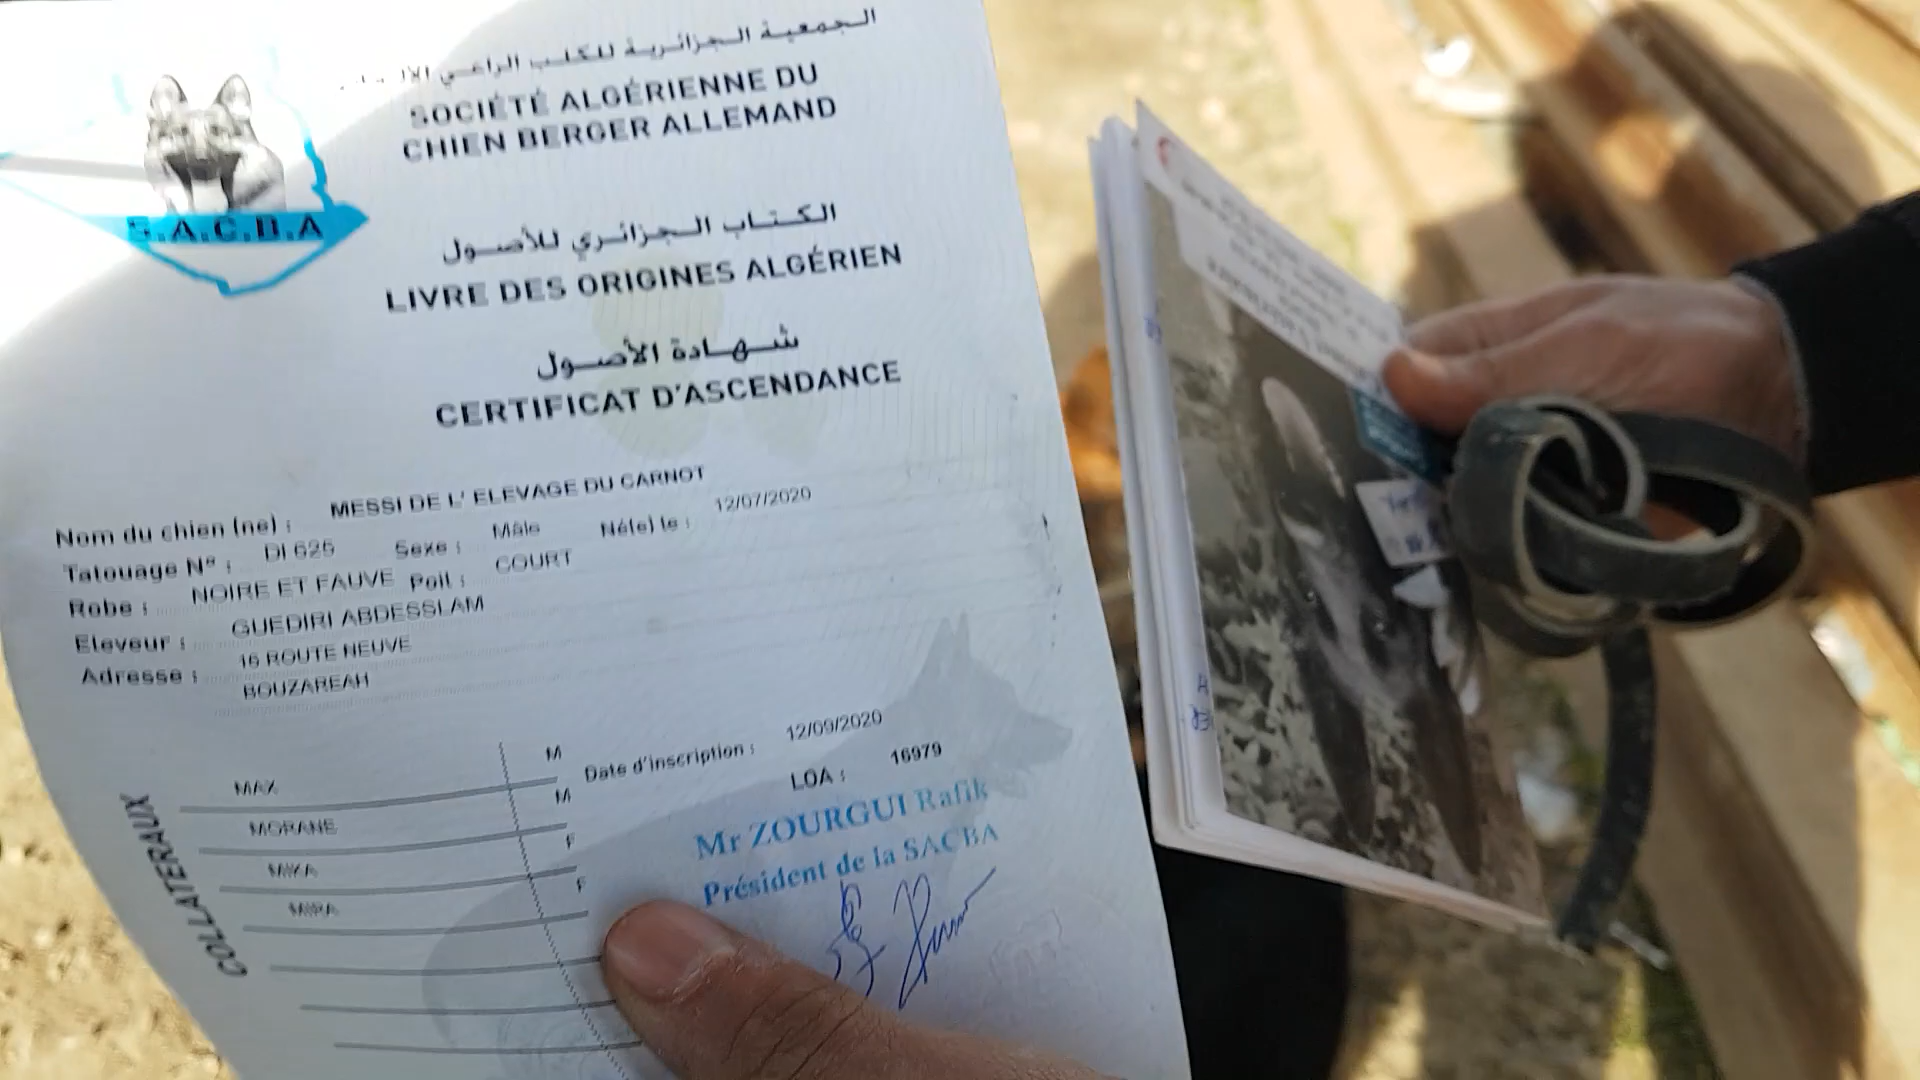 الجمعية الجزائرية للكلب الراعي
SOCIÉTÉ ALGÉRIENNE DU
CHIEN BERGER ALLEMAND
S.A.C.B.A
الكتاب الجزائري للأصول
LIVRE DES ORIGINES ALGÉRIEN
شهادة الأصول
CERTIFICAT D'ASCENDANCE
Nom du chien (ne) : MESSI DE L' ELEVAGE DU CARNOT
Tatouage N° : DI 625 Sexe : Mâle Né(e) le : 12/07/2020
Robe : NOIRE ET FAUVE Poil : COURT
Eleveur : GUEDIRI ABDESSLAM
Adresse : 16 ROUTE NEUVE
BOUZAREAH
COLLATERAUX
MAX M
MORANE M
MIKA F
MIRA F
Date d'inscription : 12/09/2020
LOA : 16979
Mr ZOURGUI Rafik
Président de la SACBA